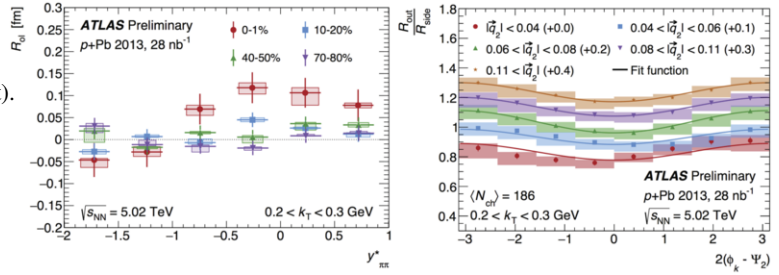 ).
R_ol [fm]
ATLAS Preliminary
p+Pb 2013, 28 nb⁻¹
0-1%
10-20%
40-50%
70-80%
0.3
0.25
0.2
0.15
0.1
0.05
0
−0.05
−0.1
−0.15
−0.2
√s_NN = 5.02 TeV
0.2 < k_T < 0.3 GeV
−2 −1.5 −1 −0.5 0 0.5 1
y*_ππ
R_out / R_side
|q⃗₂| < 0.04 (+0.0)
0.04 < |q⃗₂| < 0.06 (+0.1)
0.06 < |q⃗₂| < 0.08 (+0.2)
0.08 < |q⃗₂| < 0.11 (+0.3)
0.11 < |q⃗₂| (+0.4)
Fit function
1.8
1.6
1.4
1.2
1
0.8
0.6
0.4
⟨N_ch⟩ = 186
0.2 < k_T < 0.3 GeV
ATLAS Preliminary
p+Pb 2013, 28 nb⁻¹
√s_NN = 5.02 TeV
−3 −2 −1 0 1 2 3
2(ϕ_k - Ψ₂)